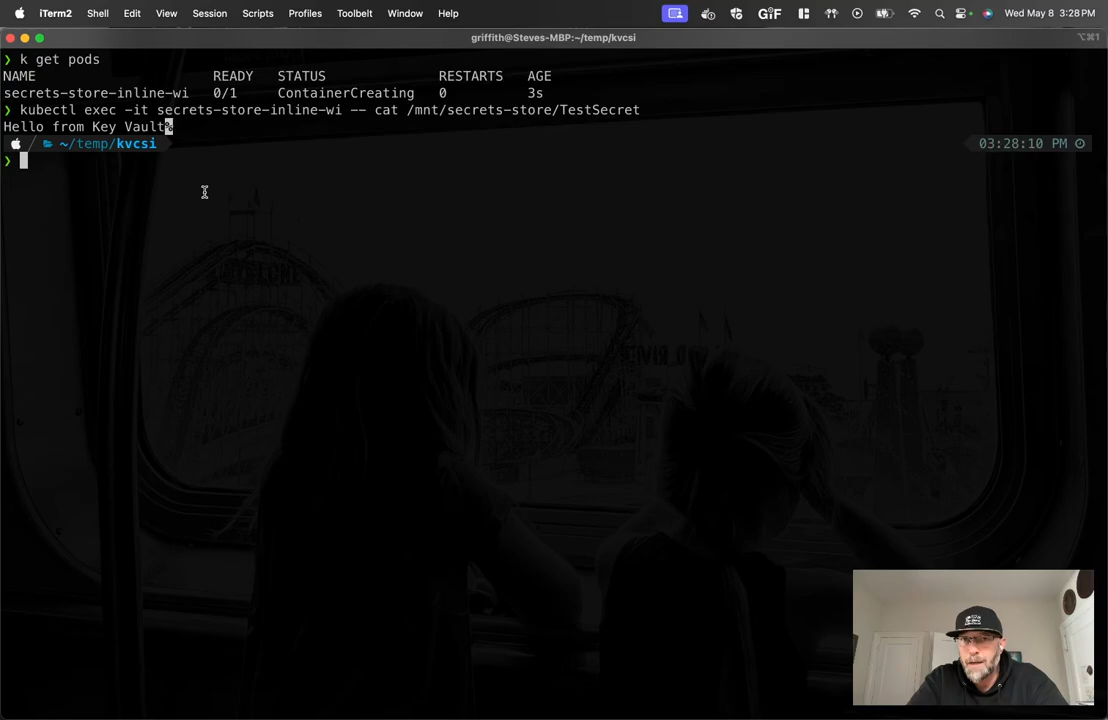 iTerm2 Shell Edit View Session Scripts Profiles Toolbelt Window Help GIF Wed May 8 3:28 PM
griffith@Steves-MBP:~/temp/kvcsi ⌥⌘1
❯ k get pods
NAME READY STATUS RESTARTS AGE
secrets-store-inline-wi 0/1 ContainerCreating 0 3s
❯ kubectl exec -it secrets-store-inline-wi -- cat /mnt/secrets-store/TestSecret
Hello from Key Vault%
~/temp/kvcsi 03:28:10 PM
❯